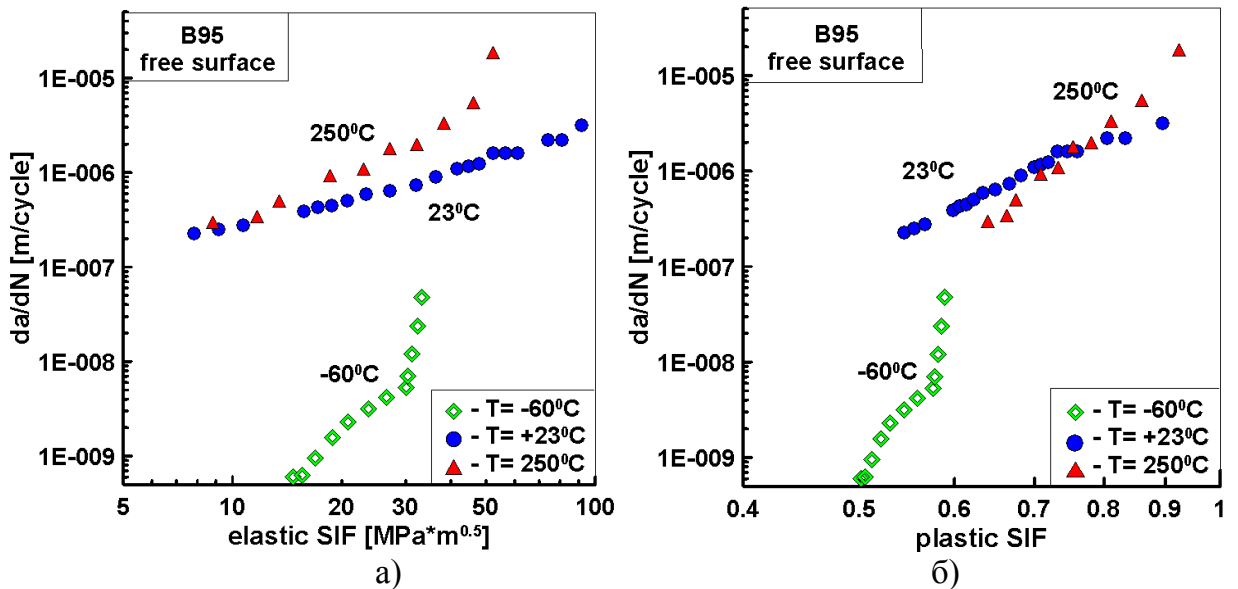 B95
free surface
1E-005
1E-006
1E-007
1E-008
1E-009
da/dN [m/cycle]
250⁰C
23⁰C
-60⁰C
- T= -60⁰C
- T= +23⁰C
- T= 250⁰C
5
10
20
30
40
50
100
elastic SIF [MPa*m⁰·⁵]
а)
B95
free surface
1E-005
1E-006
1E-007
1E-008
1E-009
da/dN [m/cycle]
250⁰C
23⁰C
-60⁰C
- T= -60⁰C
- T= +23⁰C
- T= 250⁰C
0.4
0.5
0.6
0.7
0.8
0.9
1
plastic SIF
б)